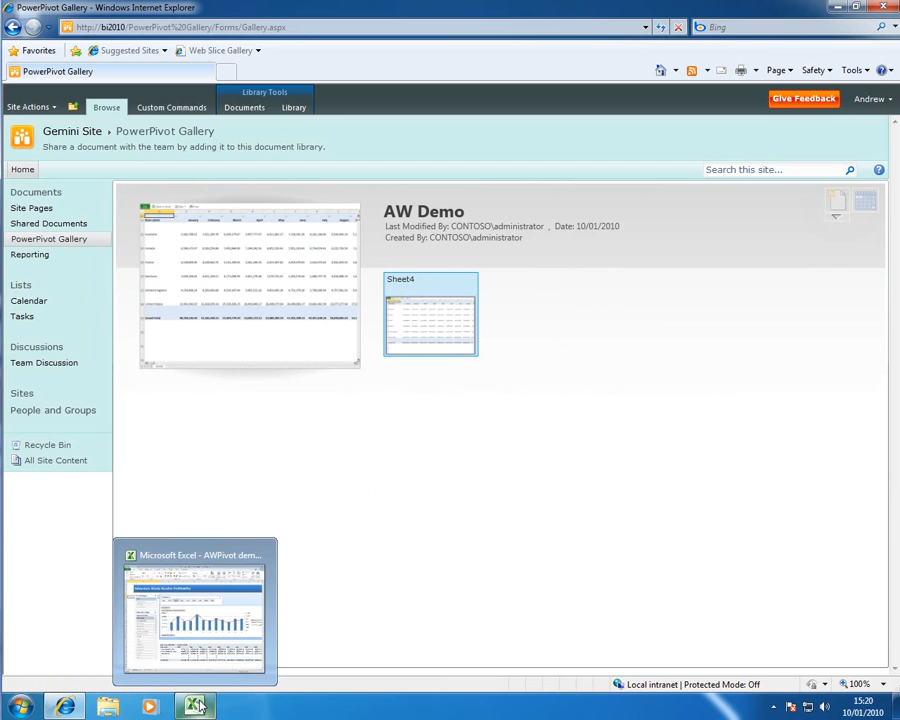 PowerPivot Gallery - Windows Internet Explorer
http://bi2010/PowerPivot%20Gallery/Forms/Gallery.aspx
Bing
Favorites
Suggested Sites
Web Slice Gallery
PowerPivot Gallery
Page
Safety
Tools
Library Tools
Site Actions
Browse
Custom Commands
Documents
Library
Give Feedback
Andrew
Gemini Site
PowerPivot Gallery
Share a document with the team by adding it to this document library.
Home
Search this site...
Documents
Site Pages
Shared Documents
PowerPivot Gallery
Reporting
Lists
Calendar
Tasks
Discussions
Team Discussion
Sites
People and Groups
Recycle Bin
All Site Content
AW Demo
Last Modified By: CONTOSO\administrator , Date: 10/01/2010
Created By: CONTOSO\administrator
Sheet4
Microsoft Excel - AWPivot dem...
Local intranet | Protected Mode: Off
100%
15:20
10/01/2010